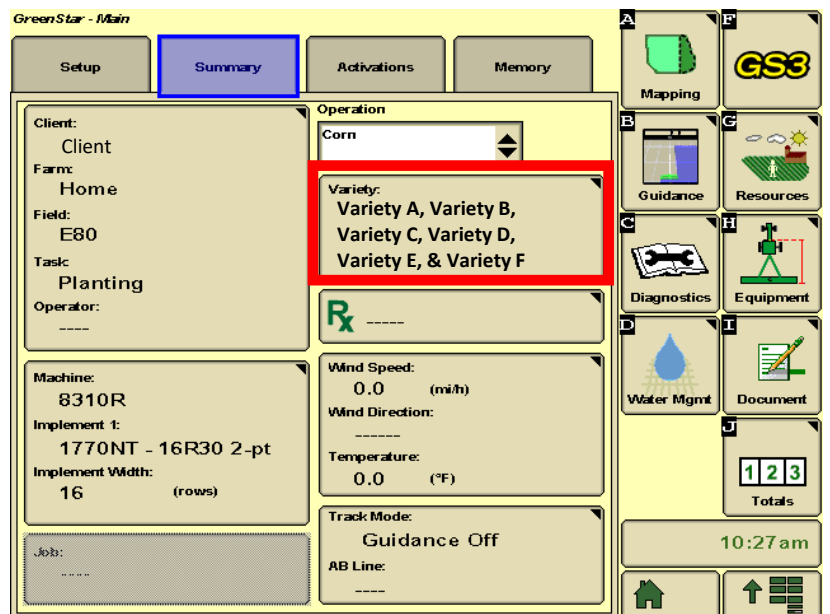 GreenStar - Main
Setup
Summary
Activations
Memory
Client:
Client
Farm:
Home
Field:
E80
Task:
Planting
Operator:
----
Machine:
8310R
Implement 1:
1770NT - 16R30 2-pt
Implement Width:
16 (rows)
Job:
----
Operation
Corn
Variety:
Variety A, Variety B,
Variety C, Variety D,
Variety E, & Variety F
Rx -----
Wind Speed:
0.0 (mi/h)
Wind Direction:
------
Temperature:
0.0 (°F)
Track Mode:
Guidance Off
AB Line:
----
A
Mapping
F
GS3
B
Guidance
G
Resources
C
Diagnostics
H
Equipment
D
Water Mgmt
I
Document
J
1 2 3
Totals
10:27am